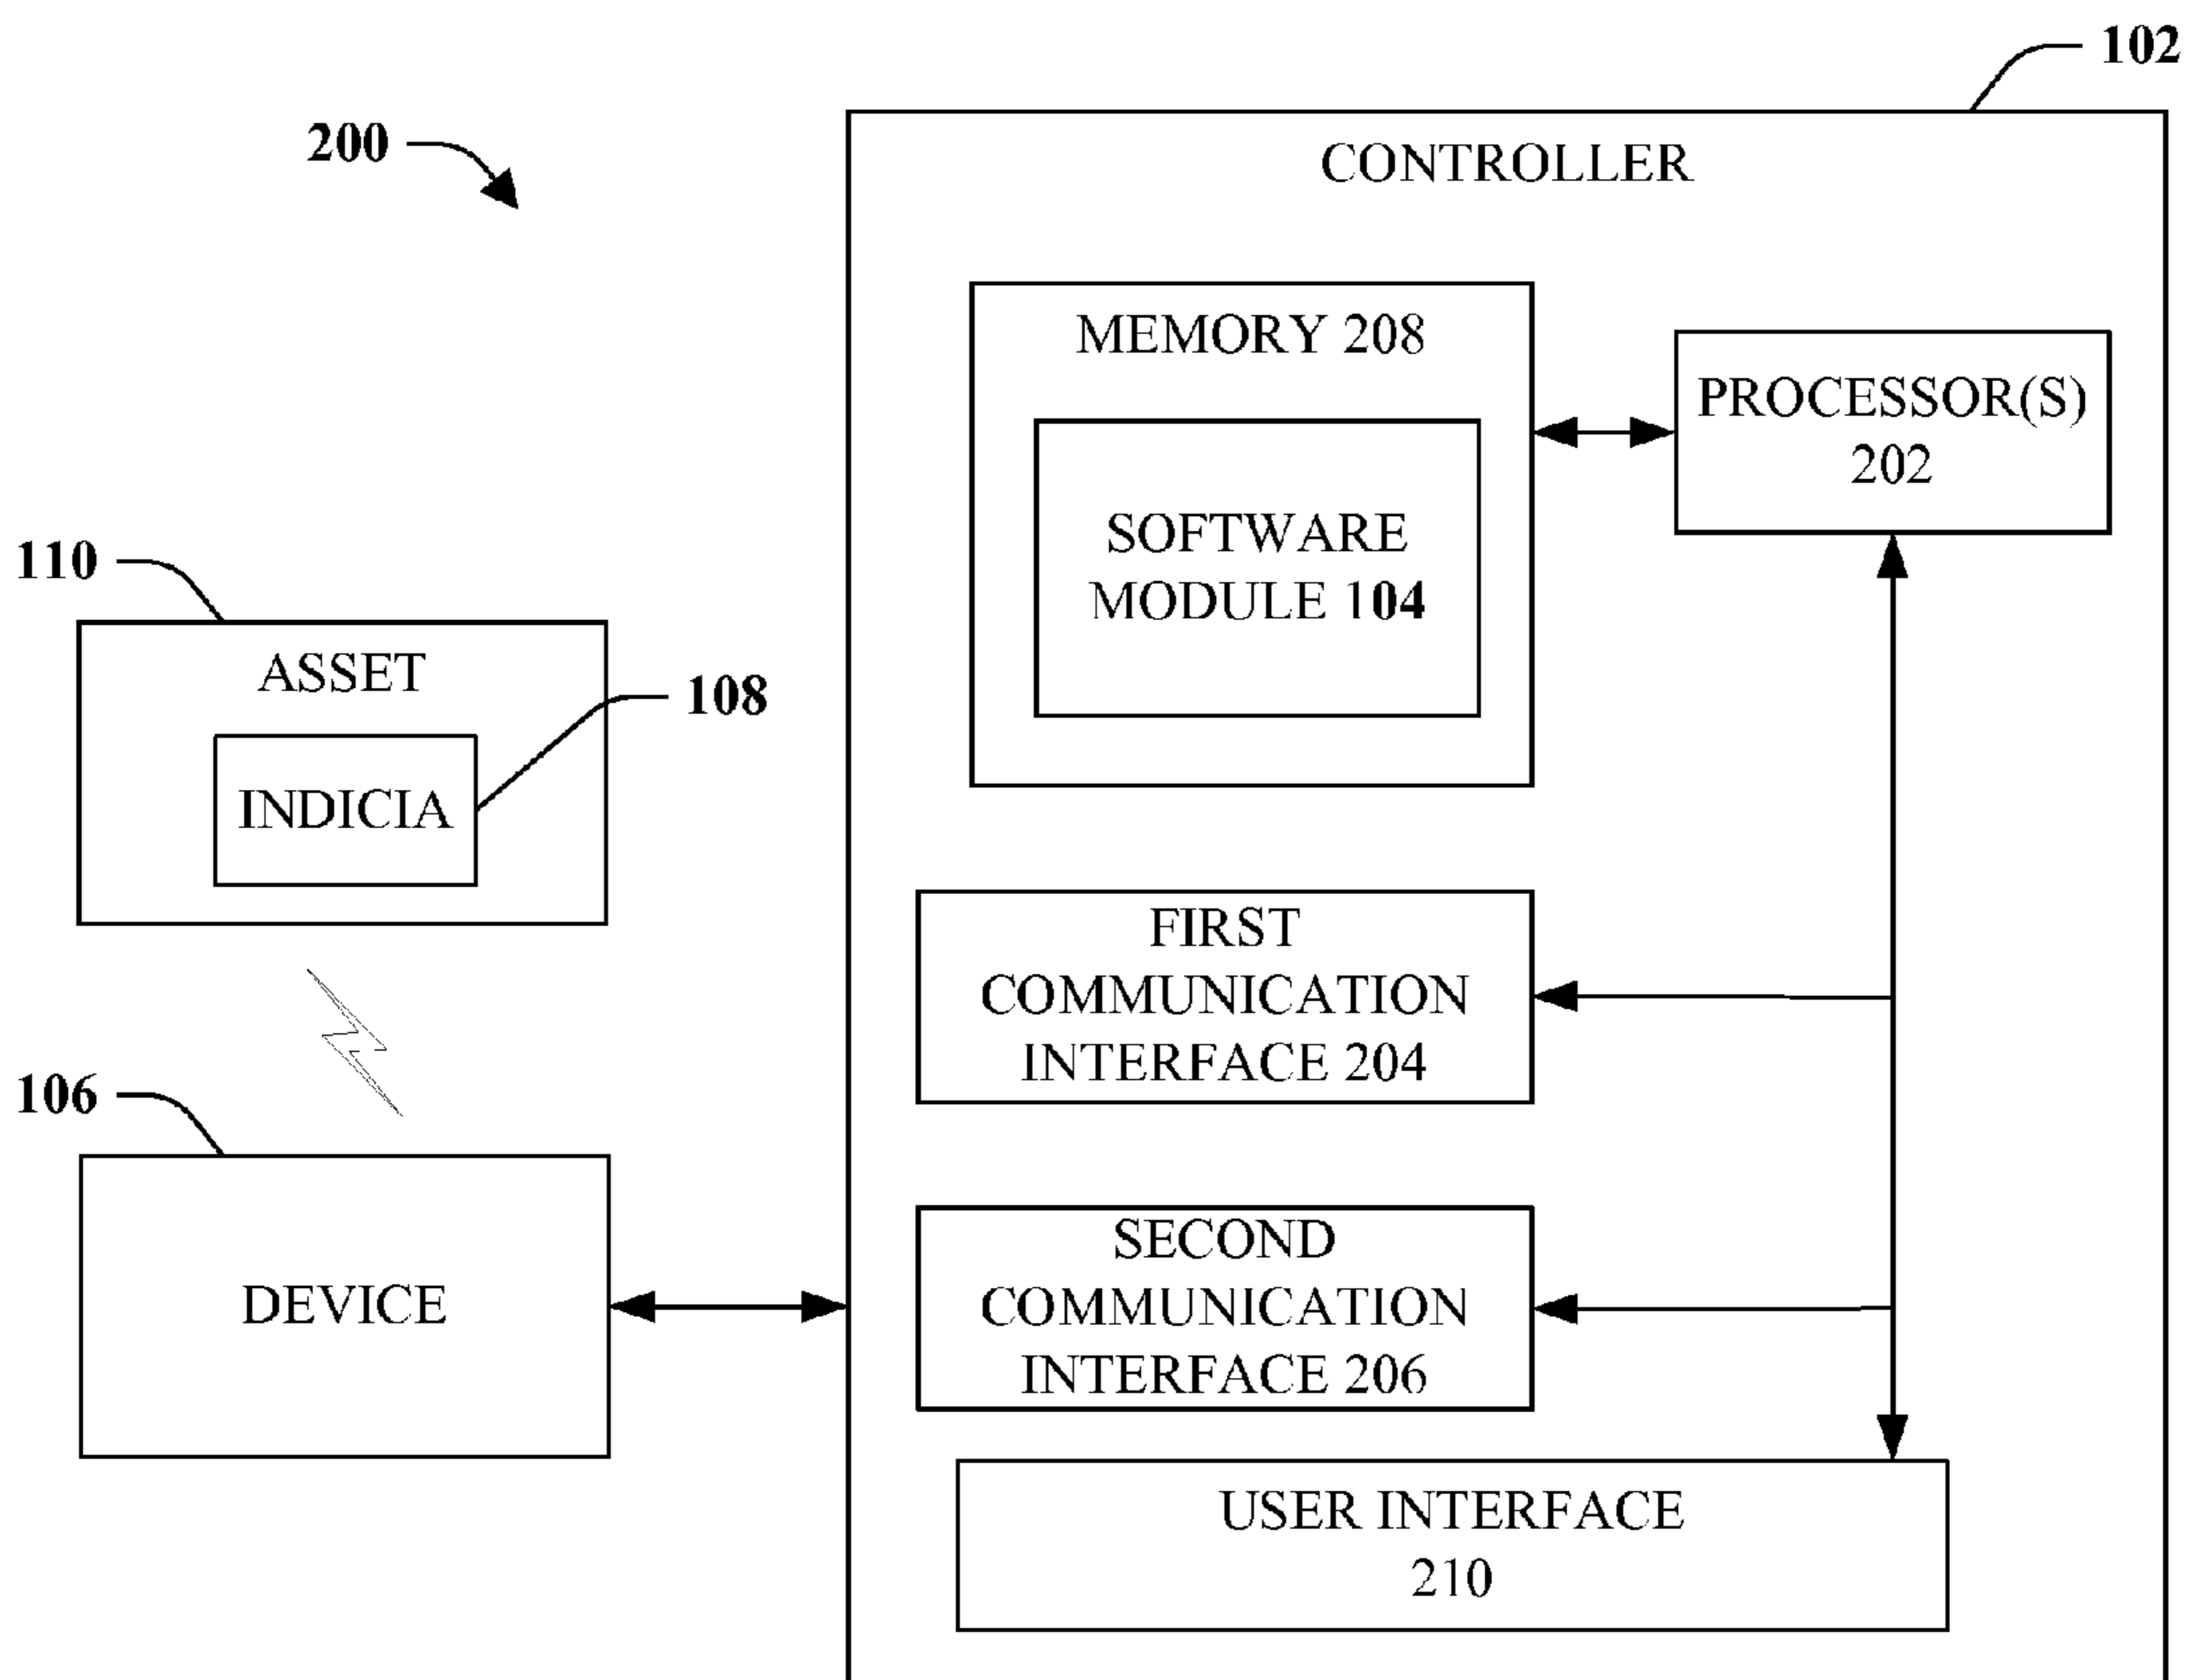 102
200
CONTROLLER
MEMORY 208
PROCESSOR(S)
202
SOFTWARE
MODULE 104
110
ASSET
108
INDICIA
FIRST
COMMUNICATION
INTERFACE 204
106
DEVICE
SECOND
COMMUNICATION
INTERFACE 206
USER INTERFACE
210